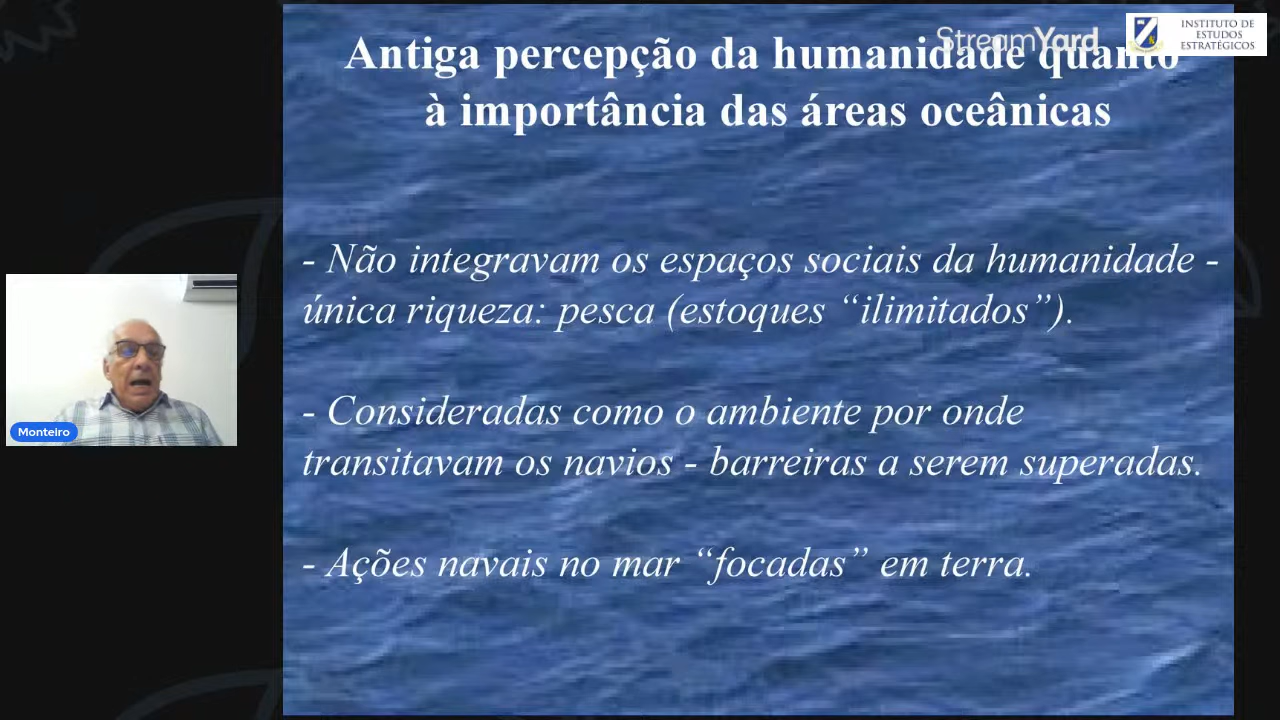 StreamYard
INSTITUTO DE
ESTUDOS
ESTRATÉGICOS
Antiga percepção da humanidade quanto
à importância das áreas oceânicas
- Não integravam os espaços sociais da humanidade -
única riqueza: pesca (estoques “ilimitados”).
- Consideradas como o ambiente por onde
transitavam os navios - barreiras a serem superadas.
- Ações navais no mar “focadas” em terra.
Monteiro